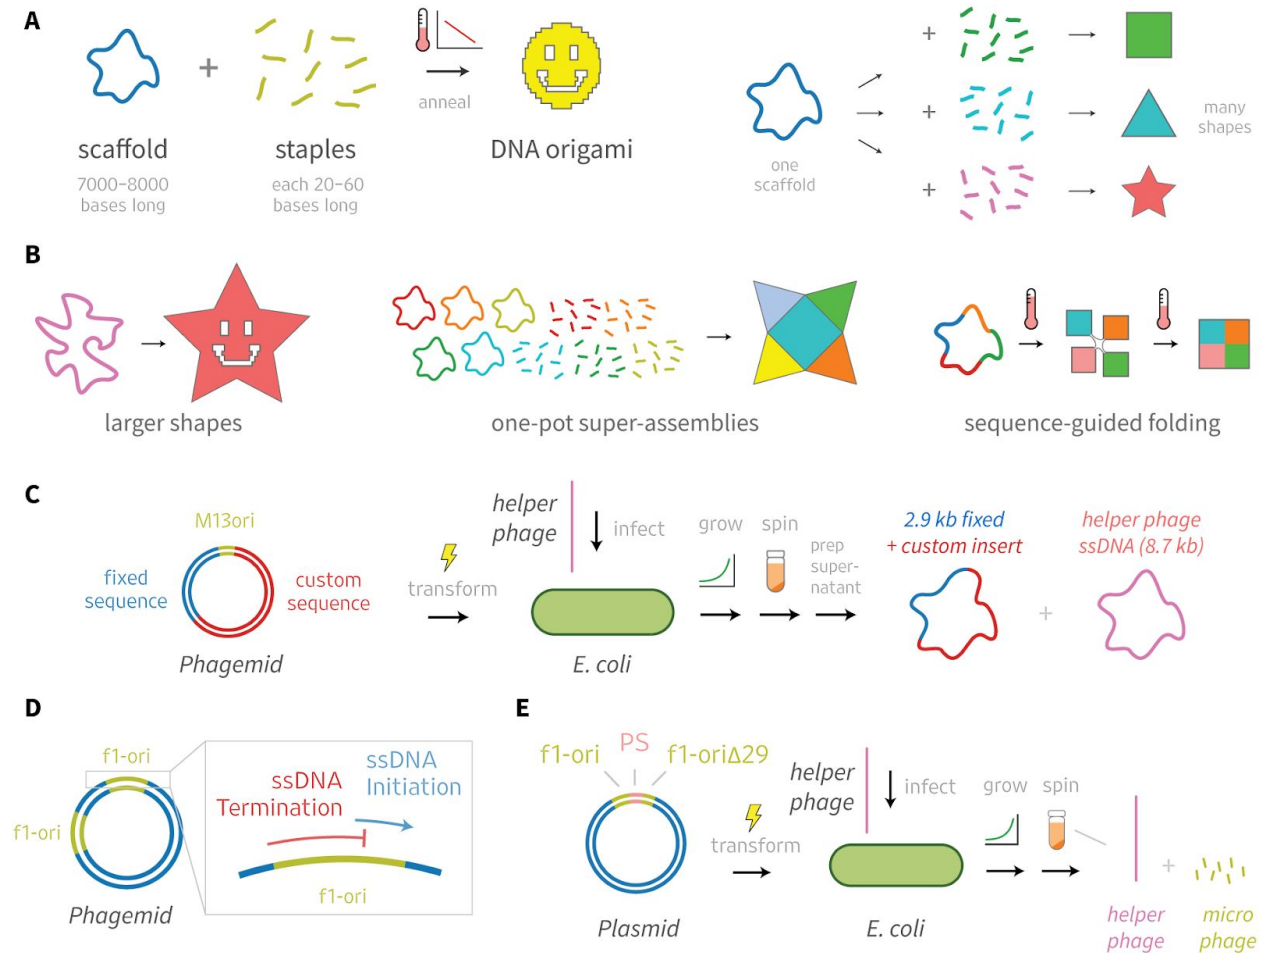 A
scaffold
7000-8000
bases long
+
staples
each 20-60
bases long
anneal
DNA origami
one
scaffold
+
+
+
many
shapes
B
larger shapes
one-pot super-assemblies
sequence-guided folding
C
M13ori
fixed
sequence
custom
sequence
Phagemid
transform
helper
phage
infect
E. coli
grow
spin
prep
super-
natant
2.9 kb fixed
+ custom insert
+
helper phage
ssDNA (8.7 kb)
D
f1-ori
f1-ori
Phagemid
ssDNA
Termination
ssDNA
Initiation
f1-ori
E
f1-ori
PS
f1-oriΔ29
Plasmid
transform
helper
phage
infect
E. coli
grow
spin
helper
phage
+
micro
phage